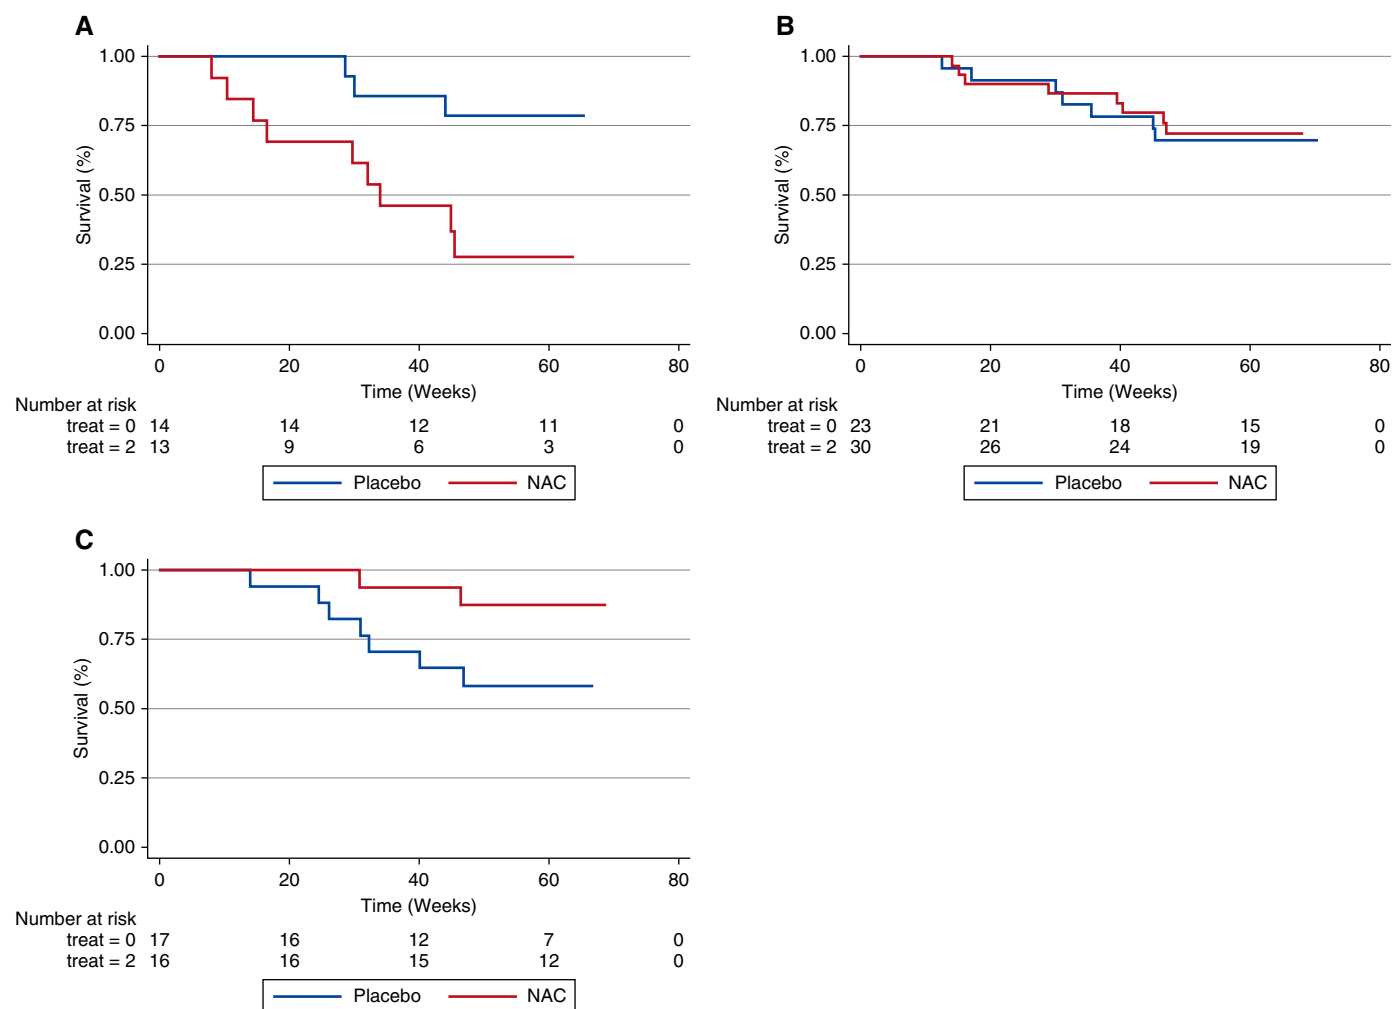 A
Survival (%)
1.00
0.75
0.50
0.25
0.00
0 20 40 60 80
Time (Weeks)
Number at risk
treat = 0 14 14 12 11 0
treat = 2 13 9 6 3 0
Placebo NAC
B
Survival (%)
1.00
0.75
0.50
0.25
0.00
0 20 40 60 80
Time (Weeks)
Number at risk
treat = 0 23 21 18 15 0
treat = 2 30 26 24 19 0
Placebo NAC
C
Survival (%)
1.00
0.75
0.50
0.25
0.00
0 20 40 60 80
Time (Weeks)
Number at risk
treat = 0 17 16 12 7 0
treat = 2 16 16 15 12 0
Placebo NAC